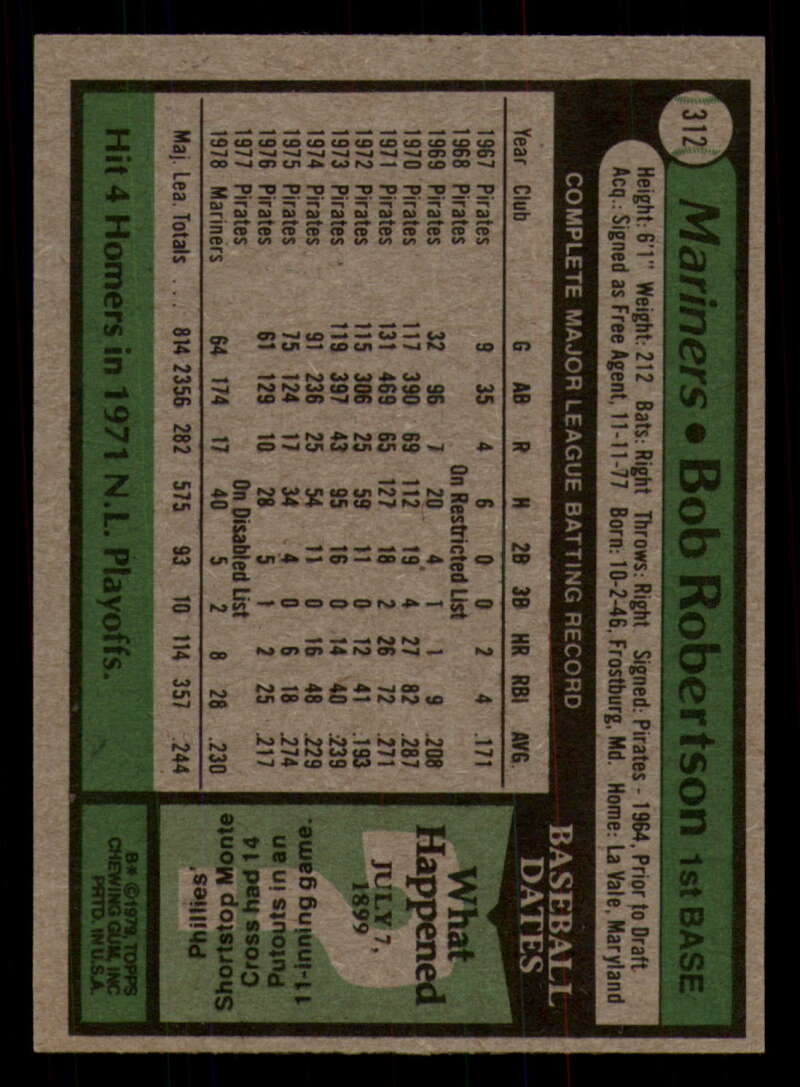 312
Mariners • Bob Robertson 1st BASE
Height: 6'1" Weight: 212 Bats: Right Throws: Right Signed: Pirates - 1964, Prior to Draft
Acq.: Signed as Free Agent, 11-11-77 Born: 10-2-46, Frostburg, Md. Home: La Vale, Maryland
COMPLETE MAJOR LEAGUE BATTING RECORD
Year Club G AB R H 2B 3B HR RBI AVG.
1967 Pirates 9 35 4 6 0 0 2 4 .171
1968 Pirates On Restricted List
1969 Pirates 32 96 7 20 4 1 1 9 .208
1970 Pirates 117 390 69 112 19 4 27 82 .287
1971 Pirates 131 469 65 127 18 2 26 72 .271
1972 Pirates 115 306 25 59 11 0 12 41 .193
1973 Pirates 119 397 43 95 16 0 14 40 .239
1974 Pirates 91 236 25 54 11 0 16 48 .229
1975 Pirates 75 124 17 34 4 0 6 18 .274
1976 Pirates 61 129 10 28 5 1 2 25 .217
1977 Pirates On Disabled List
1978 Mariners 64 174 17 40 5 2 8 28 .230
Maj. Lea. Totals .... 814 2356 282 575 93 10 114 357 .244
Hit 4 Homers in 1971 N.L. Playoffs.
BASEBALL
DATES
What
Happened
JULY 7,
1899
?
Phillies'
Shortstop Monte
Cross had 14
Putouts in an
11-inning game.
B* ©1979, TOPPS
CHEWING GUM, INC
PRTD. IN U.S.A.